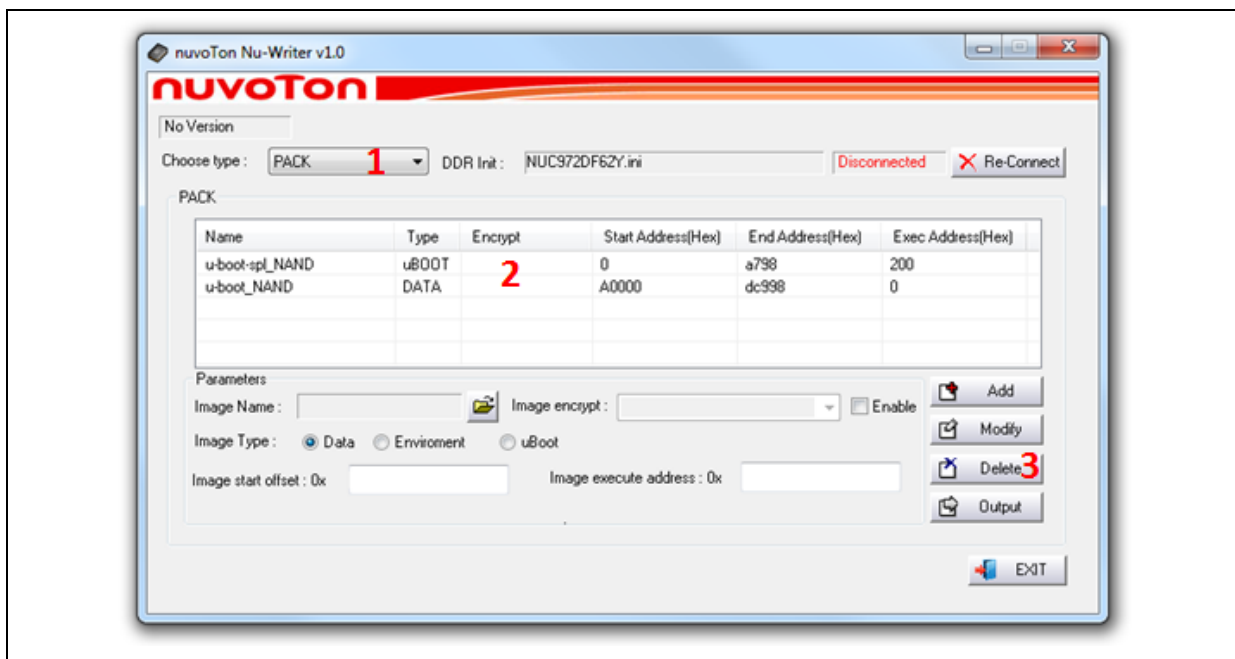 nuvoTon Nu-Writer v1.0
nuvoTon
No Version
Choose type : PACK 1 DDR Init : NUC972DF62Y.ini Disconnected Re-Connect
PACK
Name Type Encrypt Start Address(Hex) End Address(Hex) Exec Address(Hex)
u-boot-spl_NAND uBOOT 0 a798 200
2
u-boot_NAND DATA A0000 dc998 0
Parameters
Image Name : Image encrypt : Enable Add
Image Type : Data Enviroment uBoot Modify
Image start offset : 0x Image execute address : 0x Delete 3
Output
EXIT